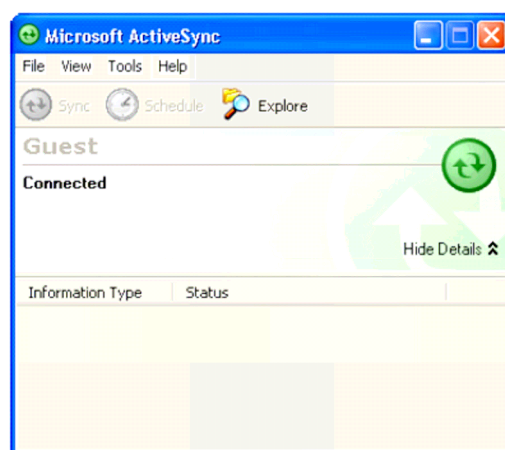 Microsoft ActiveSync
File View Tools Help
Sync Schedule Explore
Guest
Connected
Hide Details
Information Type Status